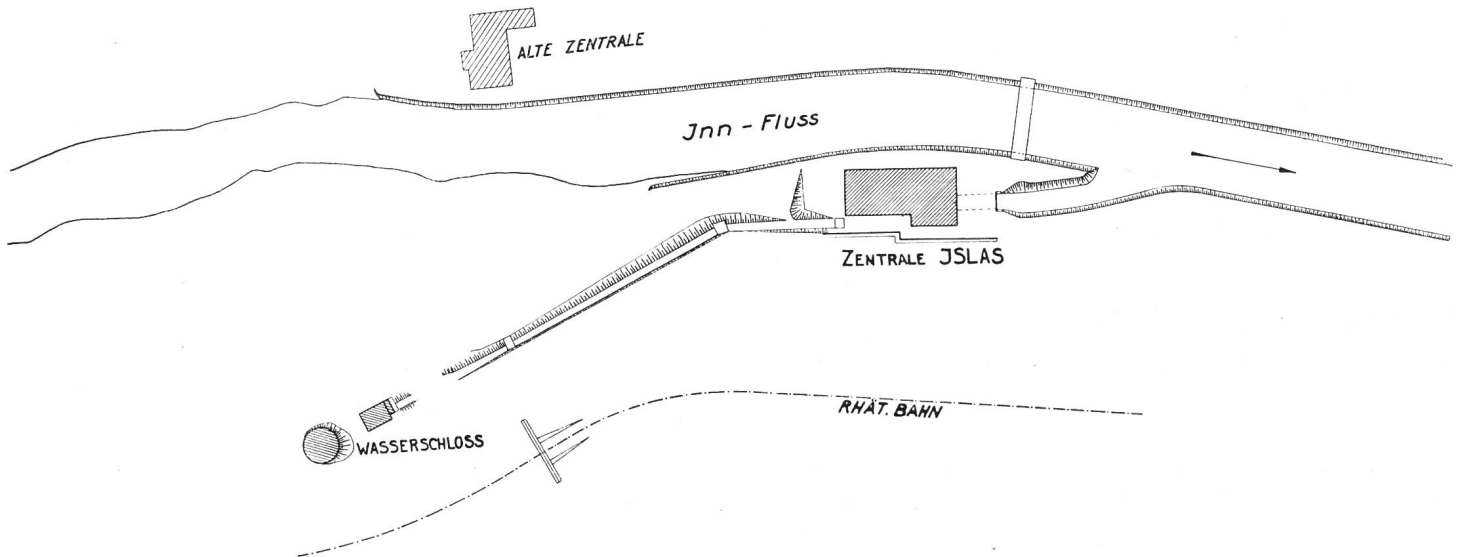 ALTE ZENTRALE
Jnn - Fluss
ZENTRALE JSLAS
RHÄT. BAHN
WASSERSCHLOSS